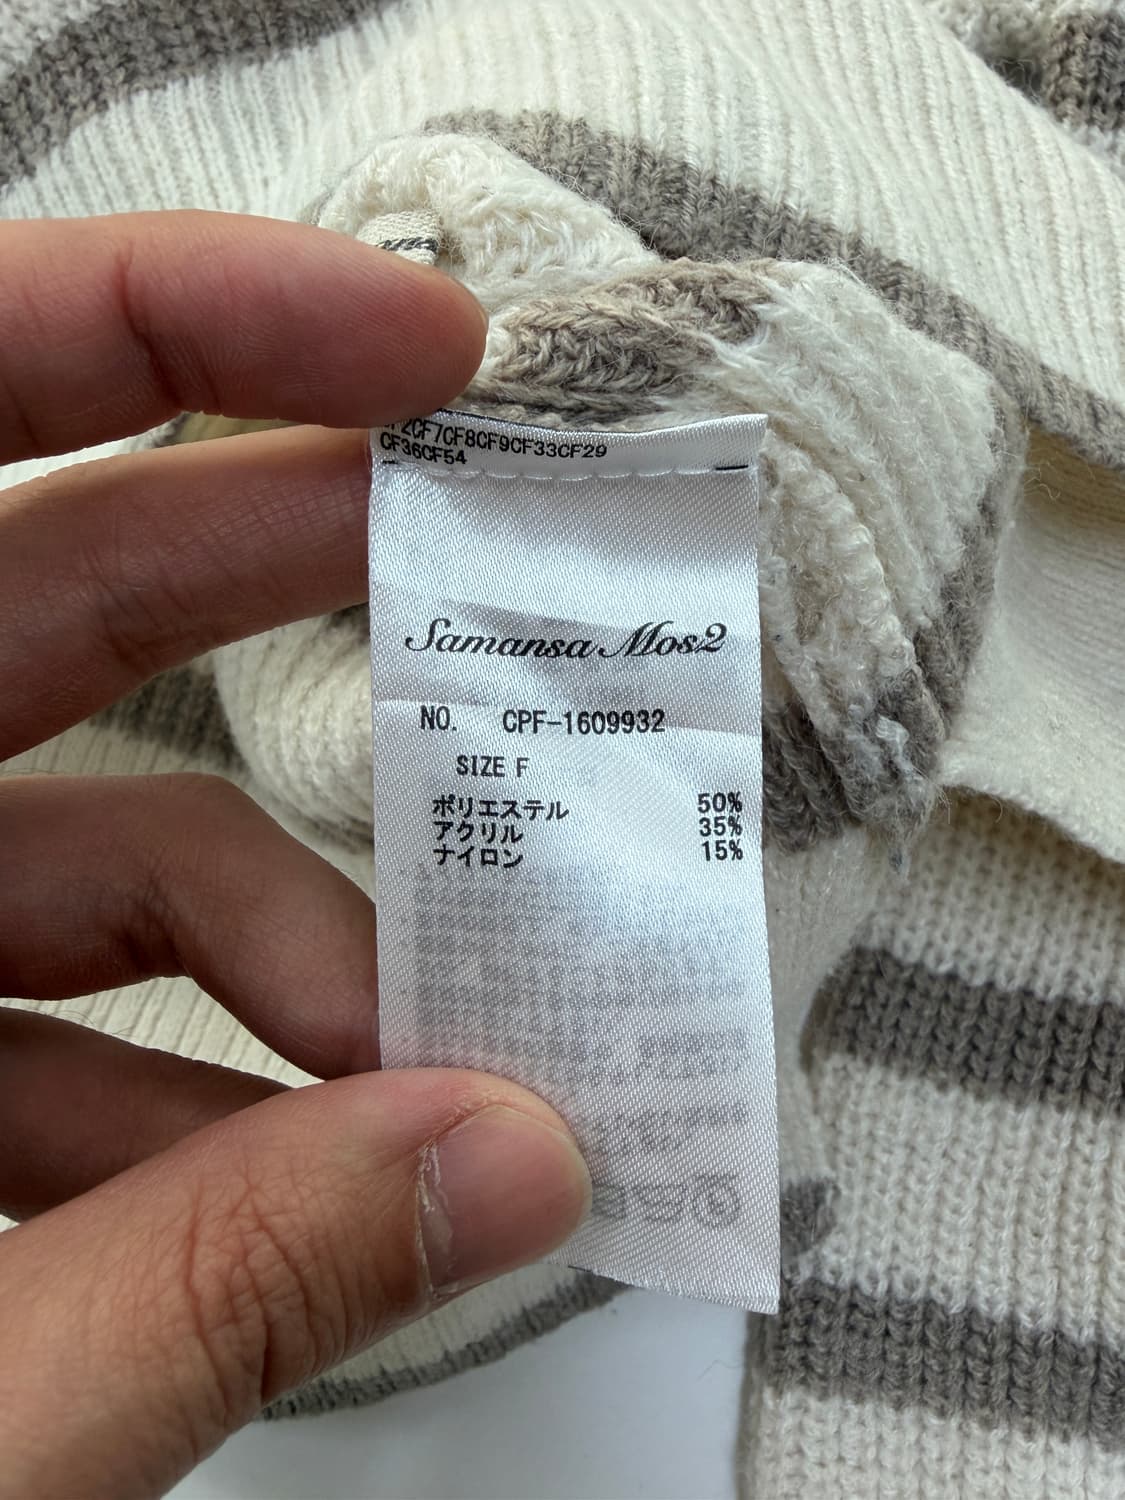 CF7CF8CF9CF33CF29
CF36CF54
Samansa Mos2
NO. CPF-1609932
SIZE F
ポリエステル 50%
アクリル 35%
ナイロン 15%